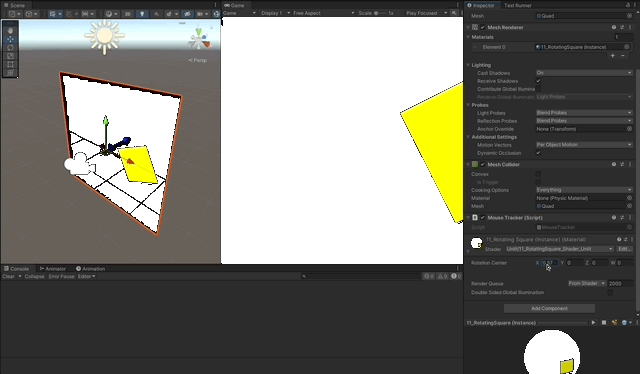 Scene
Game
Inspector
Test Runner
Game
Display 1
Free Aspect
Scale
1x
Play Focused
Mesh
Quad
Mesh Renderer
Materials
1
Element 0
11_RotatingSquare (Instance)
Lighting
Cast Shadows
On
Receive Shadows
Contribute Global Illumina
Light Probes
Probes
Light Probes
Blend Probes
Reflection Probes
Blend Probes
Anchor Override
None (Transform)
Additional Settings
Motion Vectors
Per Object Motion
Dynamic Occlusion
< Persp
Mesh Collider
Convex
Is Trigger
Cooking Options
Everything
Material
None (Physic Material)
Mesh
Quad
Mouse Tracker (Script)
Script
MouseTracker
11_Rotating Square (Instance) (Material)
Shader
Unlit/11_RotatingSquare_Shader_Unlit
Edit...
Rotation Center
X
Y 0
Z 0
W 0
Render Queue
From Shader
2000
Double Sided Global Illumination
Add Component
11_RotatingSquare (Instance)
Console
Animator
Animation
Clear
Collapse
Error Pause
Editor
0
0
0